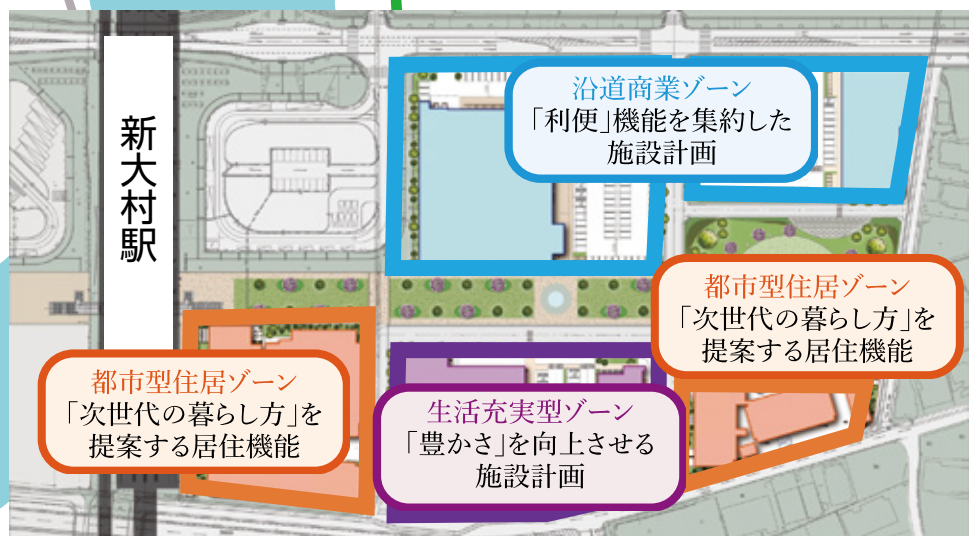 新大村駅
沿道商業ゾーン
「利便」機能を集約した
施設計画
都市型住居ゾーン
「次世代の暮らし方」を
提案する居住機能
都市型住居ゾーン
「次世代の暮らし方」を
提案する居住機能
生活充実型ゾーン
「豊かさ」を向上させる
施設計画